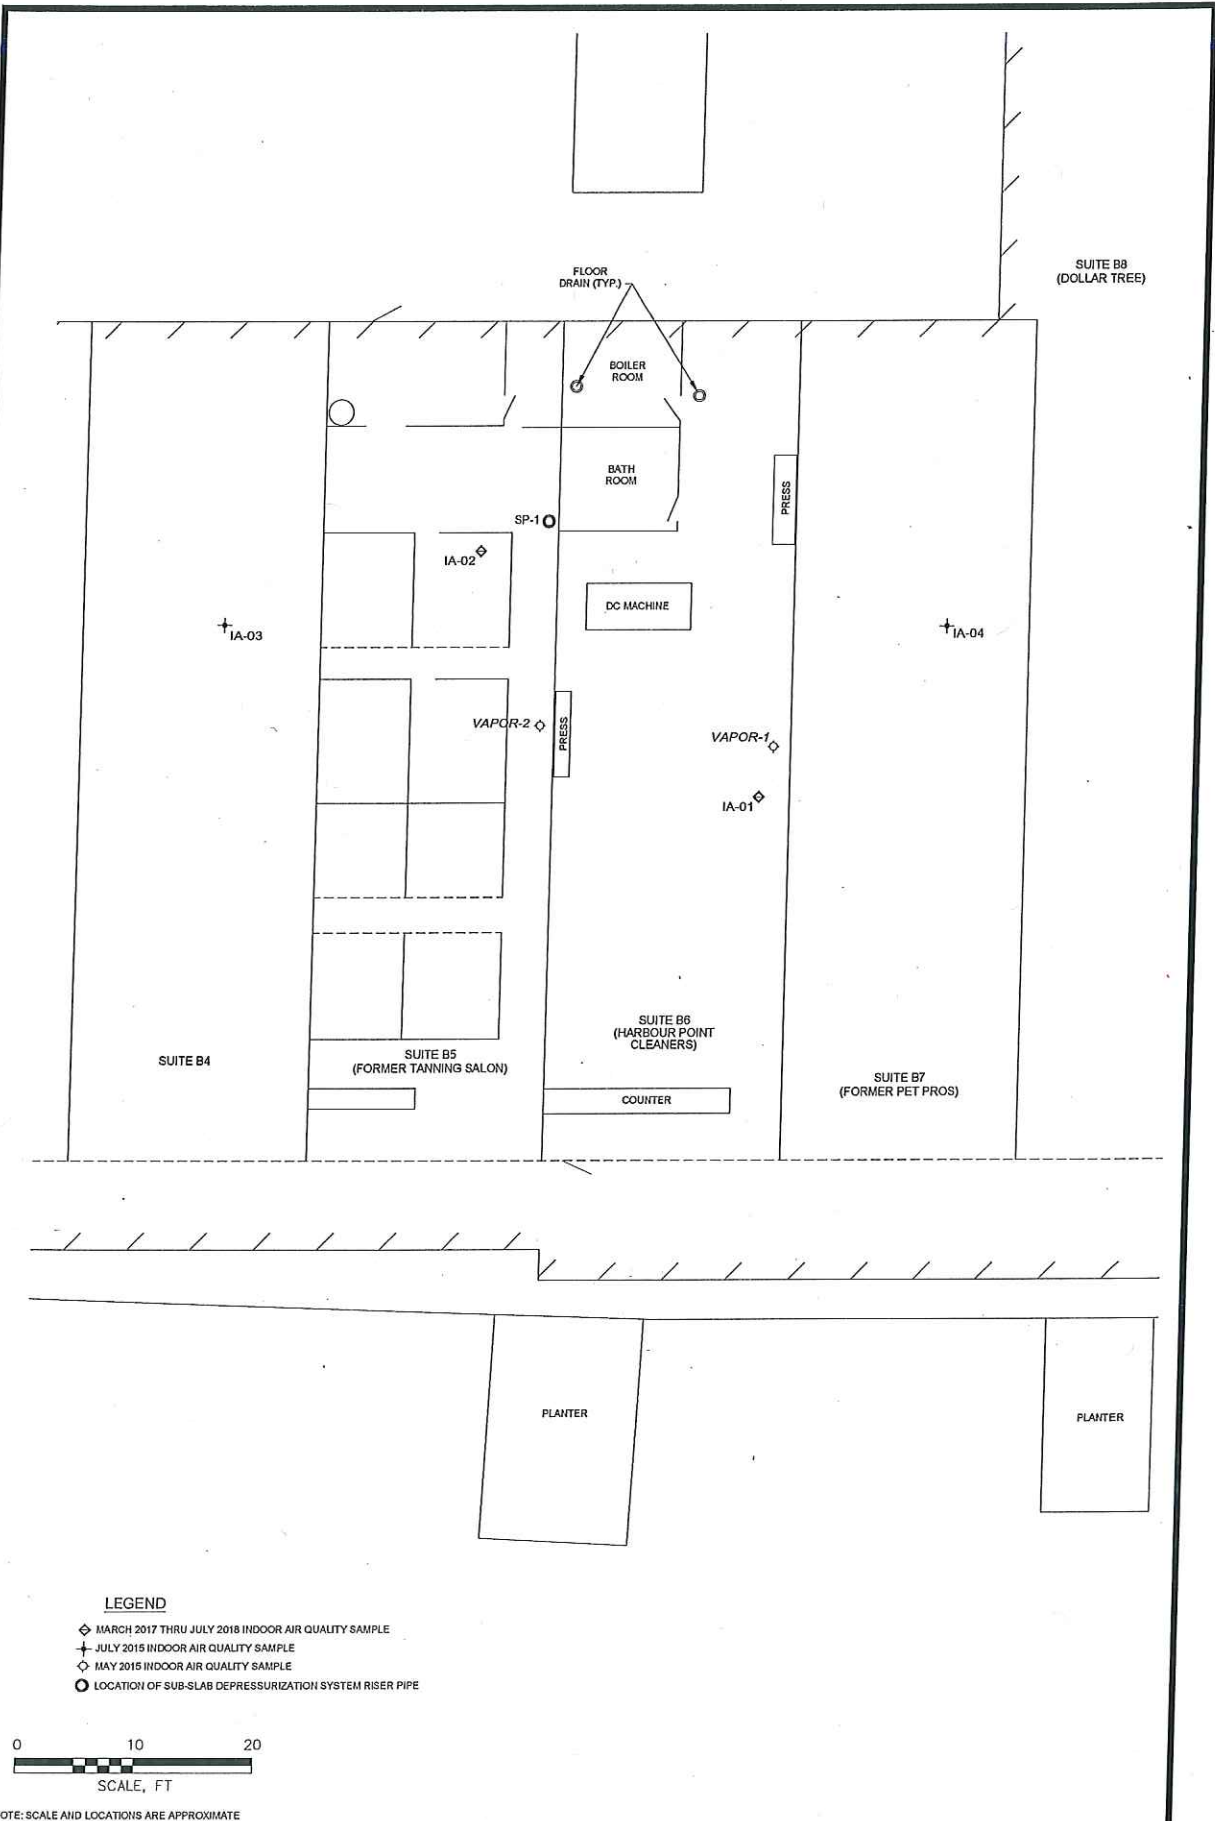 SUITE B8
(DOLLAR TREE)
FLOOR
DRAIN (TYP.)
BOILER
ROOM
BATH
ROOM
PRESS
SP-1
IA-02
DC MACHINE
IA-03
IA-04
VAPOR-2
PRESS
VAPOR-1
IA-01
SUITE B6
(HARBOUR POINT
CLEANERS)
SUITE B4
SUITE B5
(FORMER TANNING SALON)
SUITE B7
(FORMER PET PROS)
COUNTER
PLANTER
PLANTER
LEGEND
MARCH 2017 THRU JULY 2018 INDOOR AIR QUALITY SAMPLE
JULY 2015 INDOOR AIR QUALITY SAMPLE
MAY 2015 INDOOR AIR QUALITY SAMPLE
LOCATION OF SUB-SLAB DEPRESSURIZATION SYSTEM RISER PIPE
0 10 20
SCALE, FT
OTE: SCALE AND LOCATIONS ARE APPROXIMATE